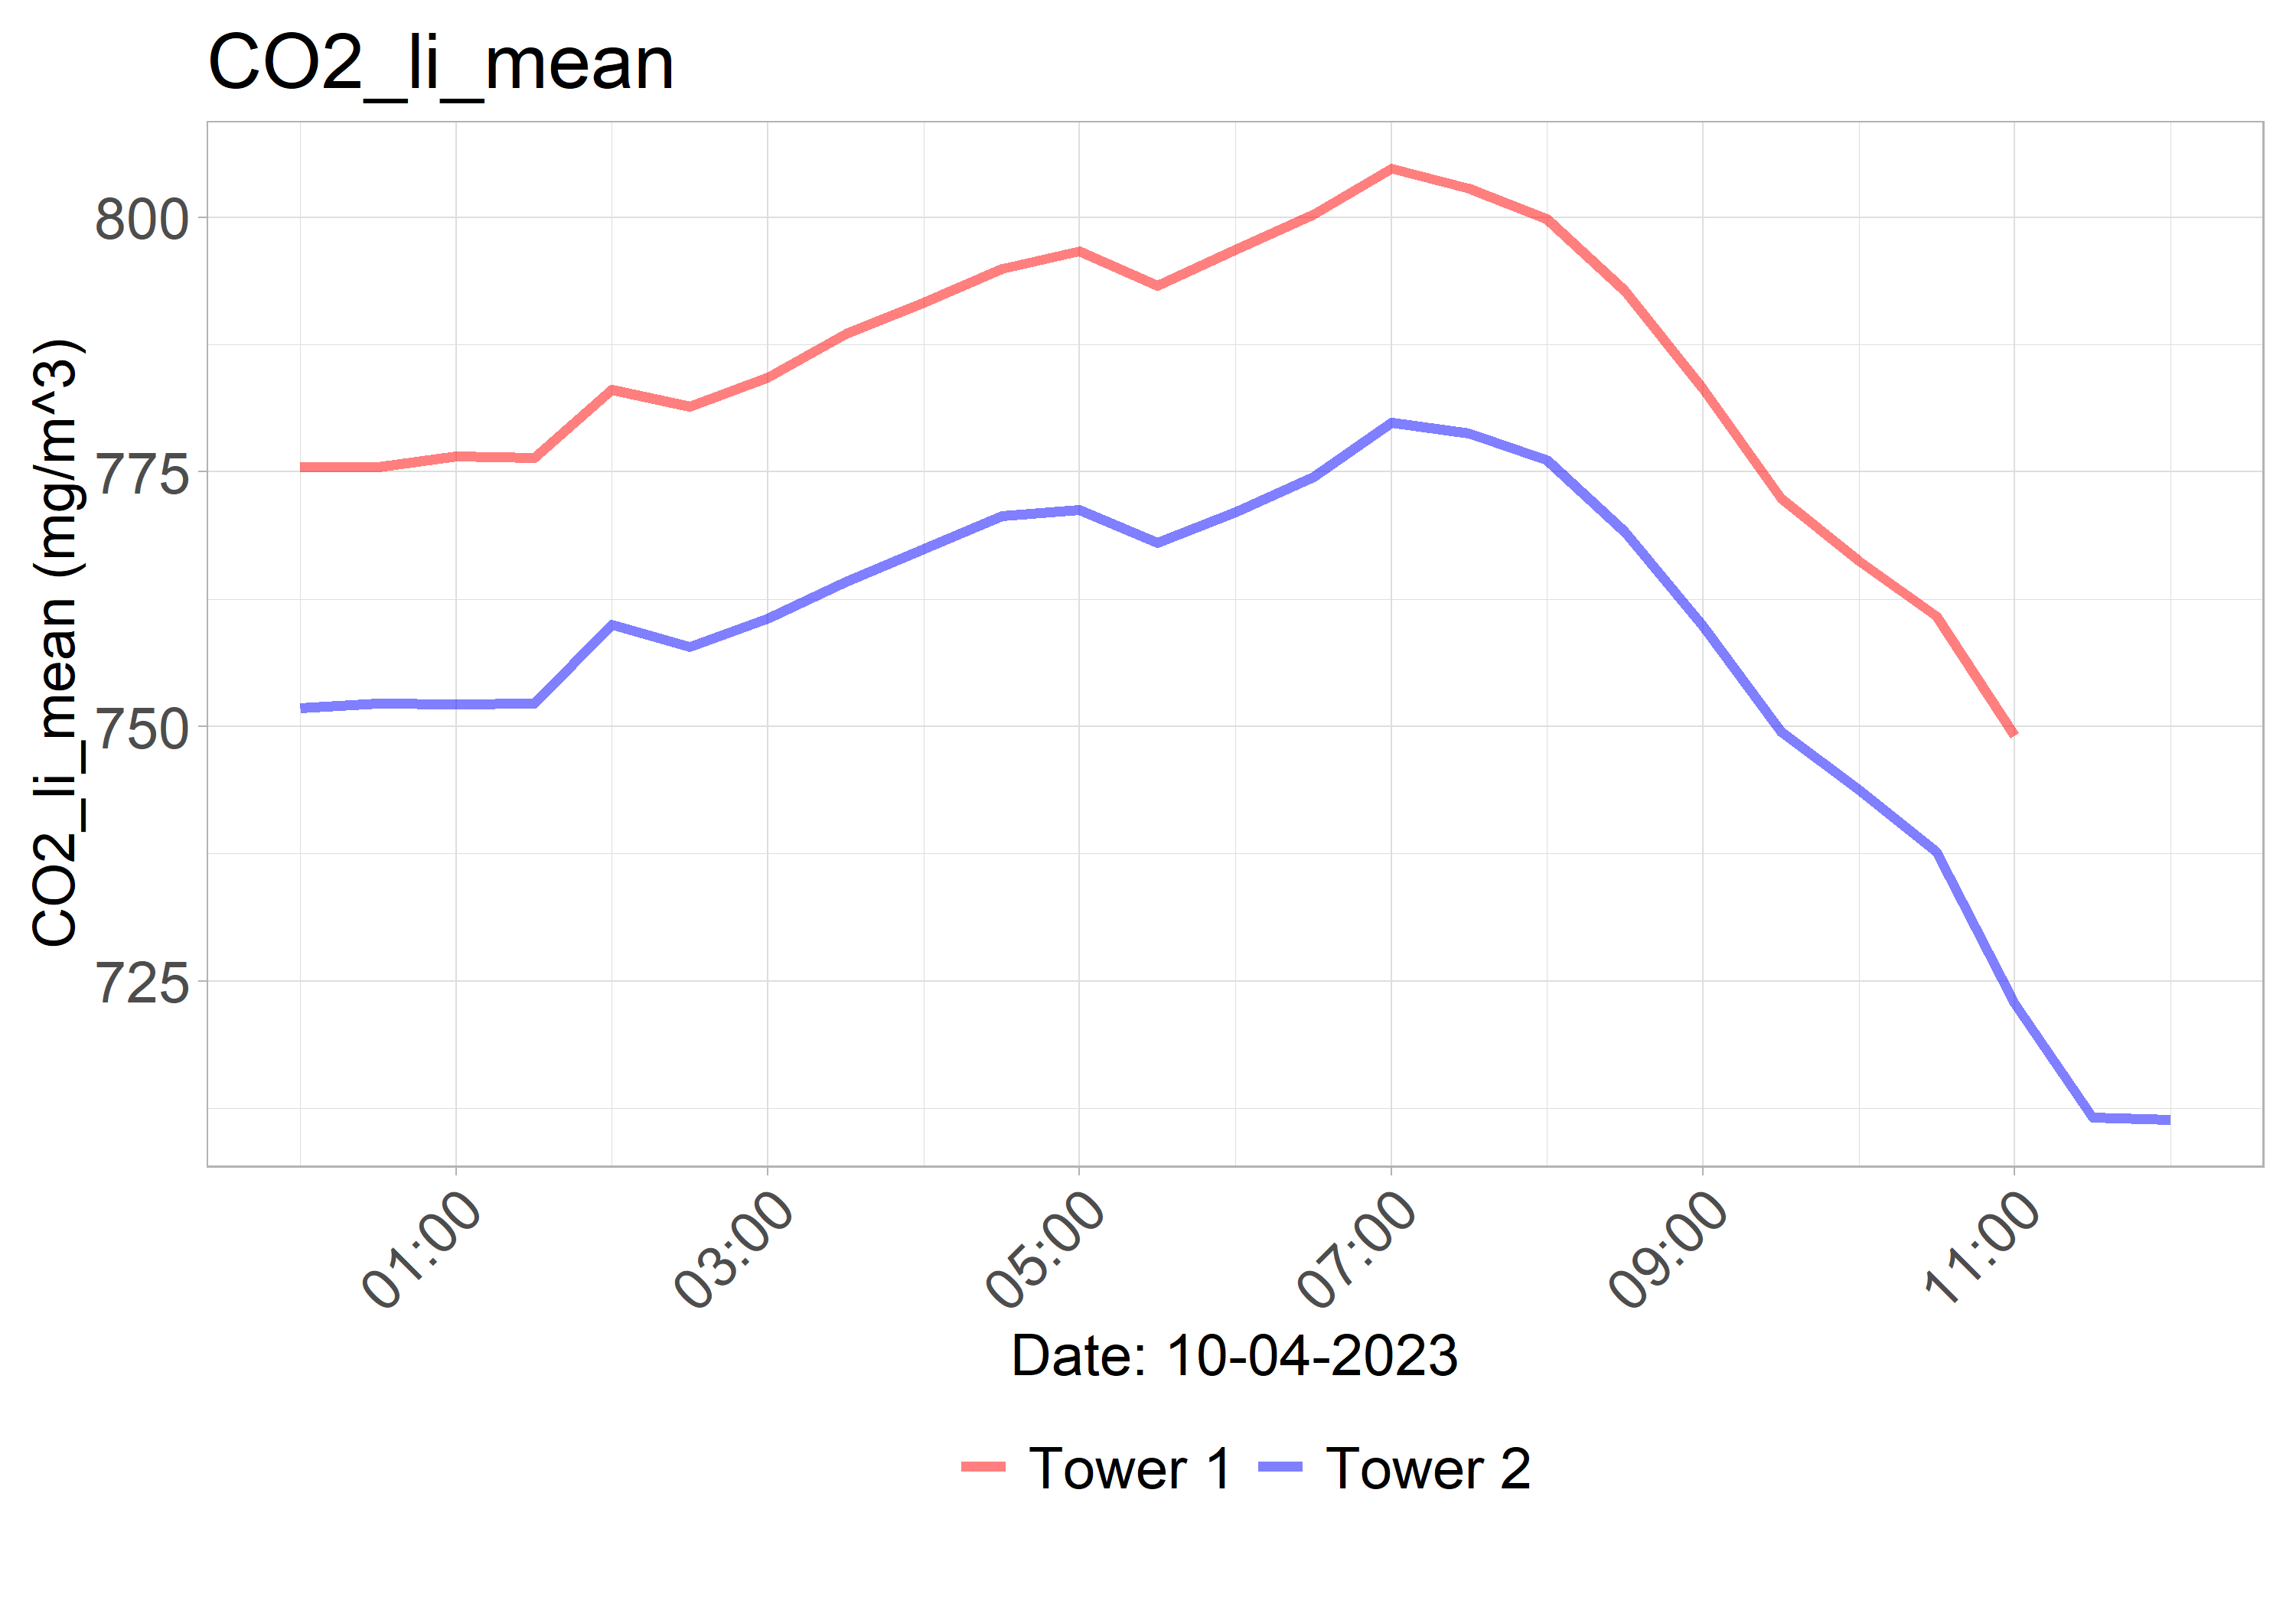 CO2_li_mean
CO2_li_mean (mg/m^3)
800
775
750
725
01:00
03:00
05:00
07:00
09:00
11:00
Date: 10-04-2023
Tower 1
Tower 2